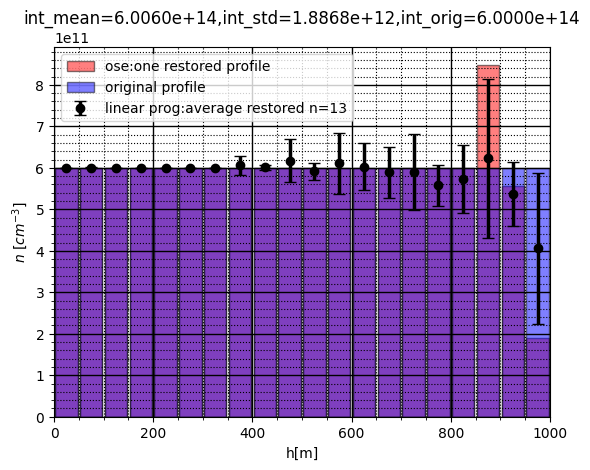 int_mean=6.0060e+14,int_std=1.8868e+12,int_orig=6.0000e+14
1e11
ose:one restored profile
original profile
linear prog:average restored n=13
8
7
6
5
4
3
2
1
0
n [cm⁻³]
0 200 400 600 800 1000
h[m]